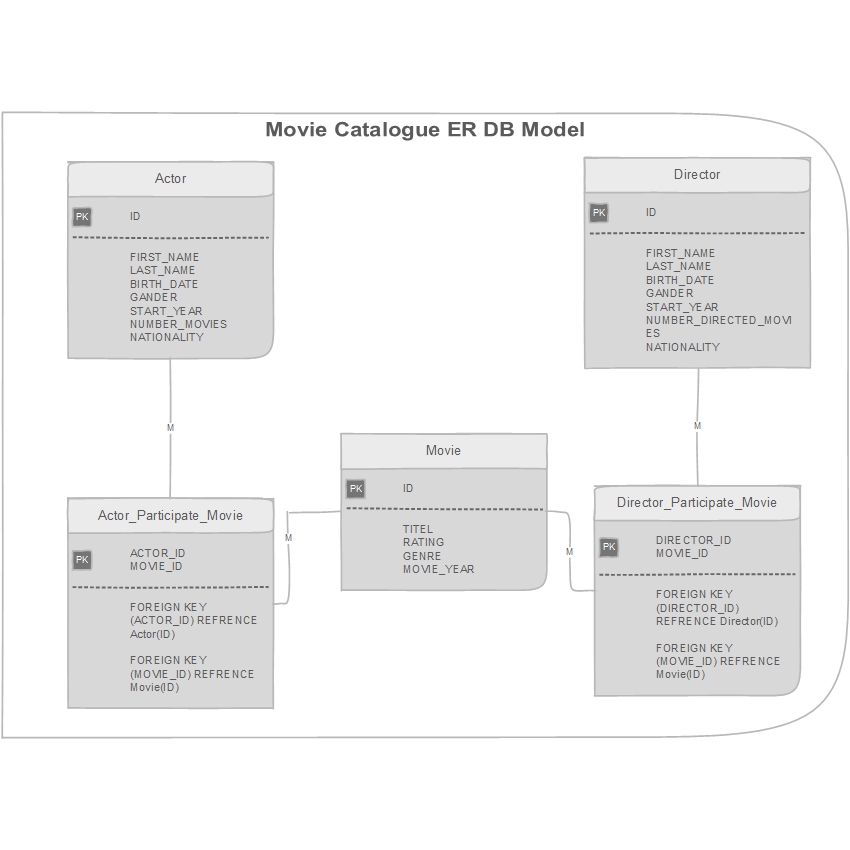 Movie Catalogue ER DB Model
Actor
PK
ID
FIRST_NAME
LAST_NAME
BIRTH_DATE
GANDER
START_YEAR
NUMBER_MOVIES
NATIONALITY
Director
PK
ID
FIRST_NAME
LAST_NAME
BIRTH_DATE
GANDER
START_YEAR
NUMBER_DIRECTED_MOVI
ES
NATIONALITY
M
M
Movie
PK
ID
TITEL
RATING
GENRE
MOVIE_YEAR
M
M
Actor_Participate_Movie
PK
ACTOR_ID
MOVIE_ID
FOREIGN KEY
(ACTOR_ID) REFRENCE
Actor(ID)
FOREIGN KEY
(MOVIE_ID) REFRENCE
Movie(ID)
Director_Participate_Movie
PK
DIRECTOR_ID
MOVIE_ID
FOREIGN KEY
(DIRECTOR_ID)
REFRENCE Director(ID)
FOREIGN KEY
(MOVIE_ID) REFRENCE
Movie(ID)